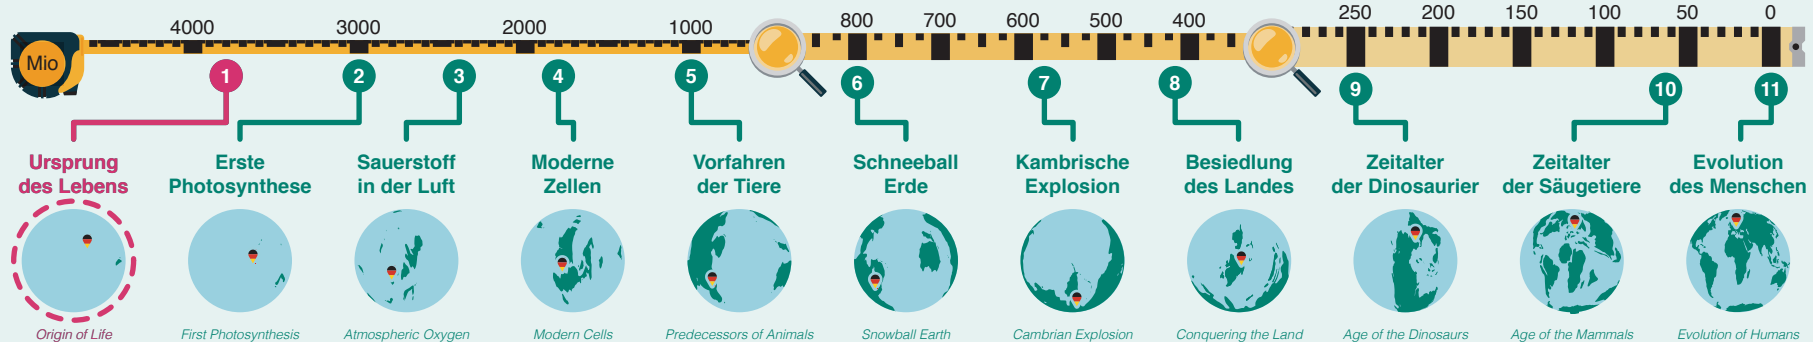 4000 3000 2000 1000 800 700 600 500 400 250 200 150 100 50 0
Mio
1 2 3 4 5 6 7 8 9 10 11
Ursprung
des Lebens
Erste
Photosynthese
Sauerstoff
in der Luft
Moderne
Zellen
Vorfahren
der Tiere
Schneeball
Erde
Kambrische
Explosion
Besiedlung
des Landes
Zeitalter
der Dinosaurier
Zeitalter
der Säugetiere
Evolution
des Menschen
Origin of Life
First Photosynthesis
Atmospheric Oxygen
Modern Cells
Predecessors of Animals
Snowball Earth
Cambrian Explosion
Conquering the Land
Age of the Dinosaurs
Age of the Mammals
Evolution of Humans